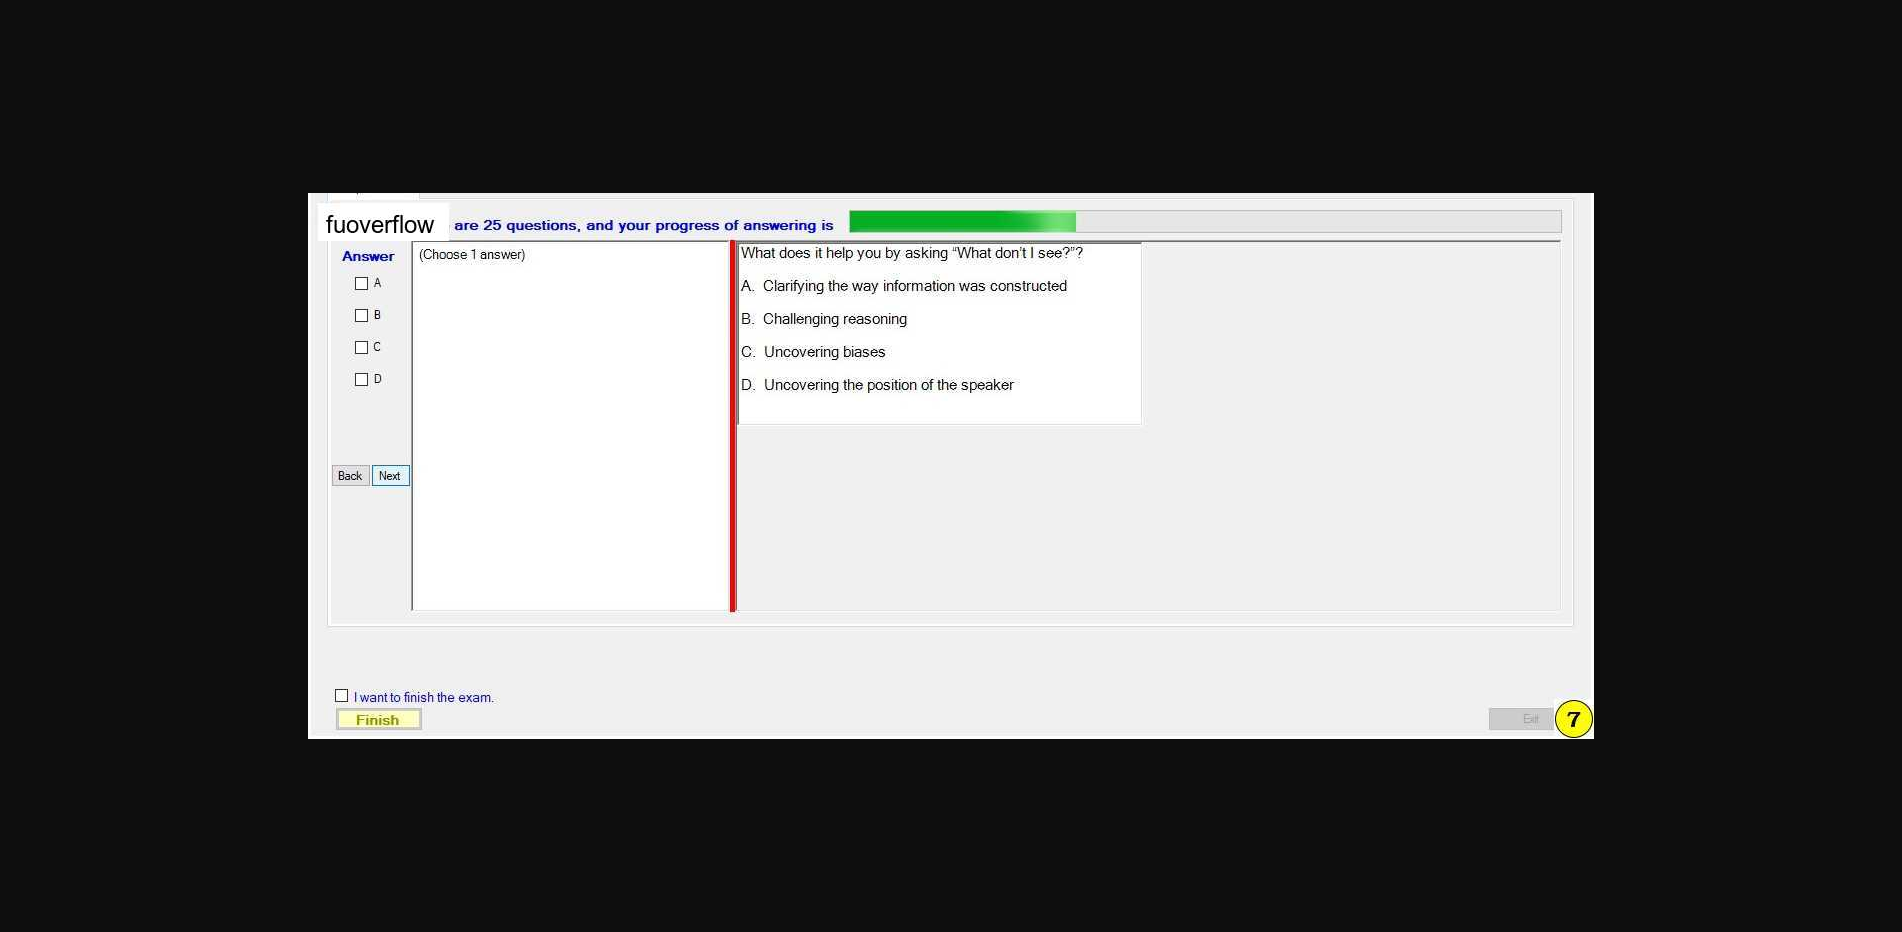 fuoverflow are 25 questions, and your progress of answering is
Answer
A
B
C
D
Back Next
(Choose 1 answer)
What does it help you by asking “What don’t I see?”?
A. Clarifying the way information was constructed
B. Challenging reasoning
C. Uncovering biases
D. Uncovering the position of the speaker
I want to finish the exam.
Finish
Exit
7